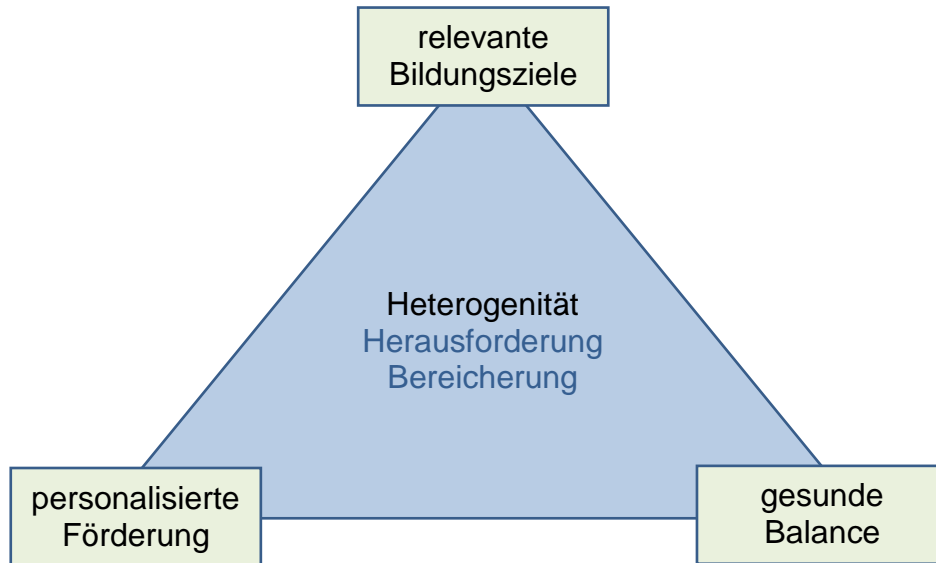 relevante
Bildungsziele
Heterogenität
Herausforderung
Bereicherung
personalisierte
Förderung
gesunde
Balance